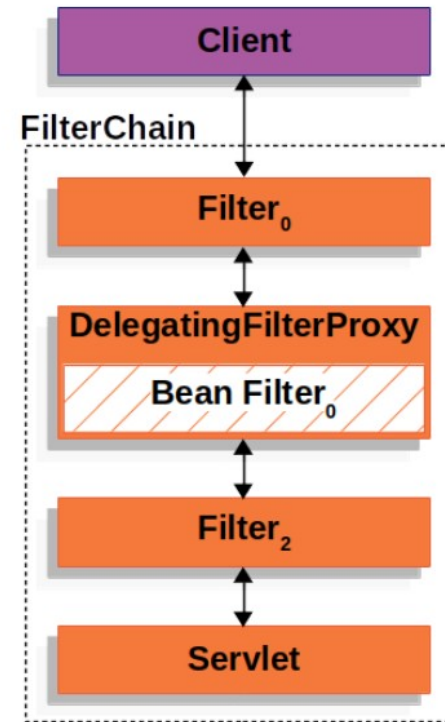 Client
FilterChain
Filter₀
DelegatingFilterProxy
Bean Filter₀
Filter₂
Servlet